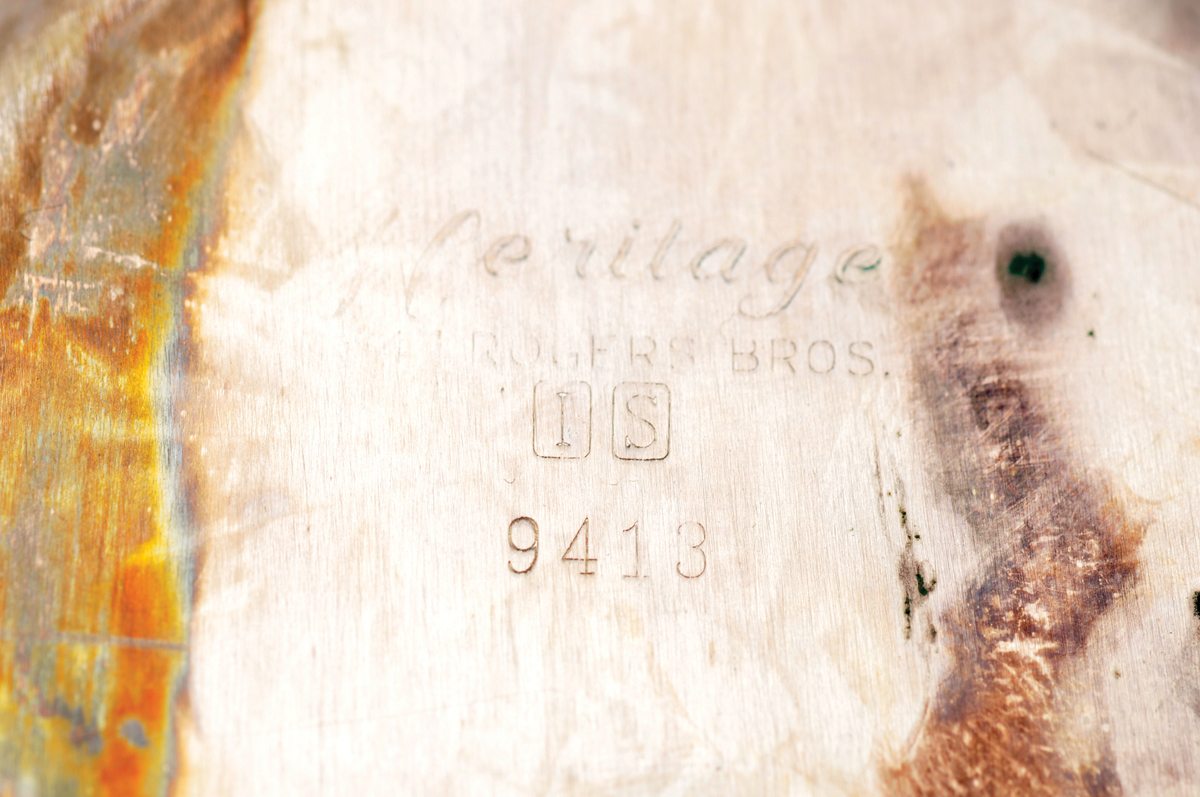 Heritage
ROGERS BROS.
I S
9413